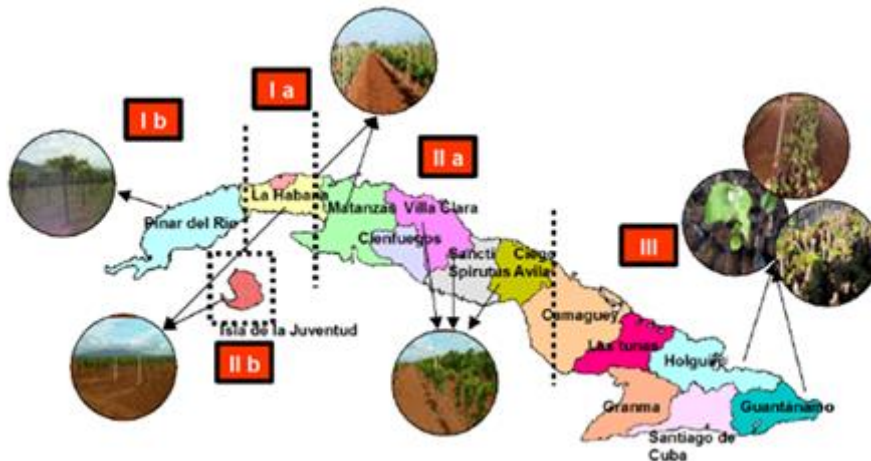 I a
I b
II a
La Habana
Pinar del Rio
Matanzas
Villa Clara
Cienfuegos
Sancti
Spirutus
Ciego
Avila
III
Camaguey
Isla de la Juventud
Las tunas
II b
Holguin
Granma
Guantánamo
Santiago de
Cuba